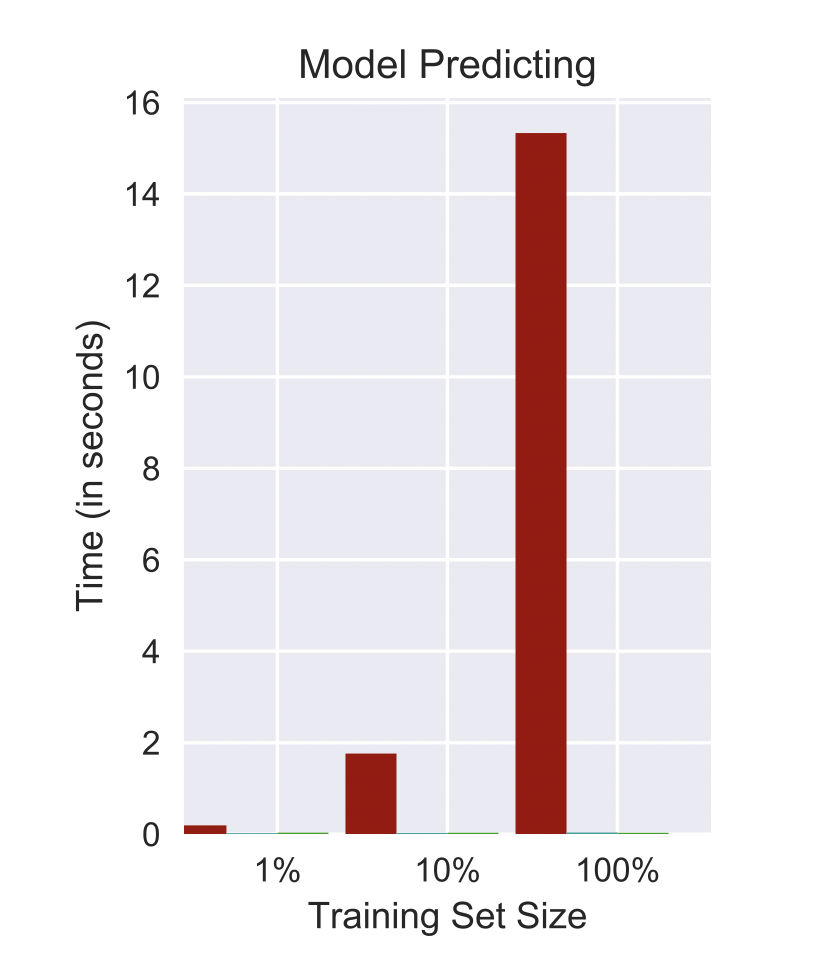 Model Predicting
16
14
12
10
8
6
4
2
0
Time (in seconds)
1% 10% 100%
Training Set Size